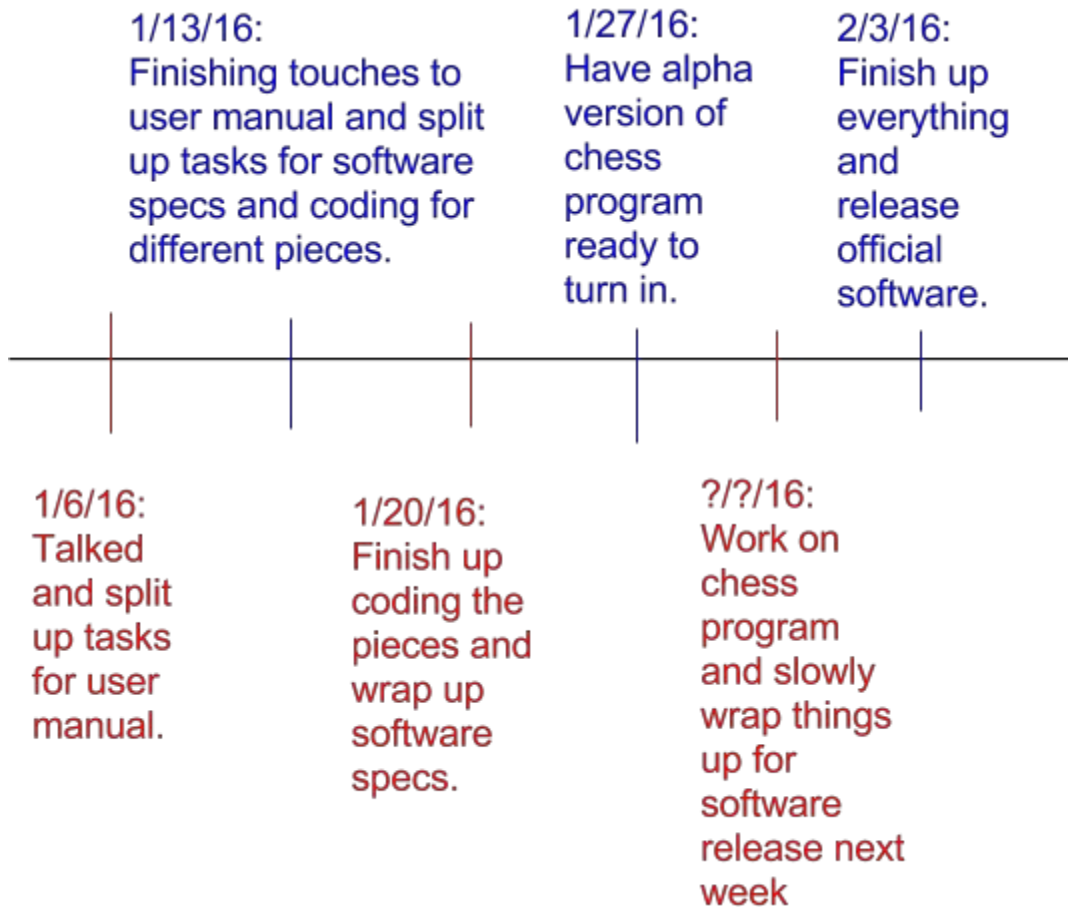 1/13/16:
Finishing touches to
user manual and split
up tasks for software
specs and coding for
different pieces.
1/27/16:
Have alpha
version of
chess
program
ready to
turn in.
2/3/16:
Finish up
everything
and
release
official
software.
1/6/16:
Talked
and split
up tasks
for user
manual.
1/20/16:
Finish up
coding the
pieces and
wrap up
software
specs.
?/?/16:
Work on
chess
program
and slowly
wrap things
up for
software
release next
week